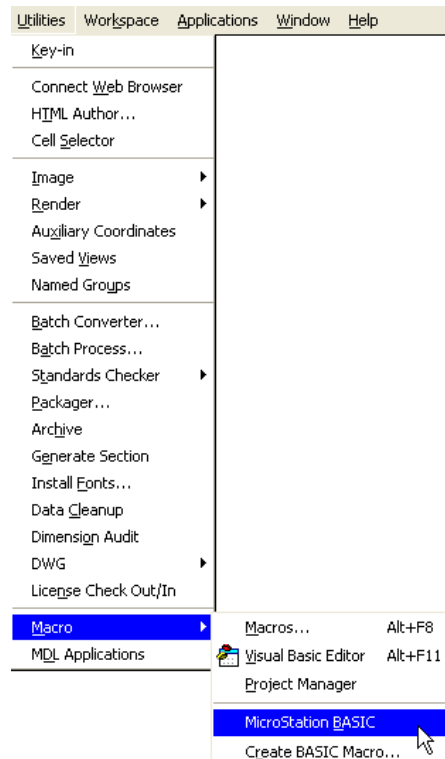 Utilities Workspace Applications Window Help
Key-in
Connect Web Browser
HTML Author...
Cell Selector
Image
Render
Auxiliary Coordinates
Saved Views
Named Groups
Batch Converter...
Batch Process...
Standards Checker
Packager...
Archive
Generate Section
Install Fonts...
Data Cleanup
Dimension Audit
DWG
License Check Out/In
Macro
MDL Applications
Macros... Alt+F8
Visual Basic Editor Alt+F11
Project Manager
MicroStation BASIC
Create BASIC Macro...